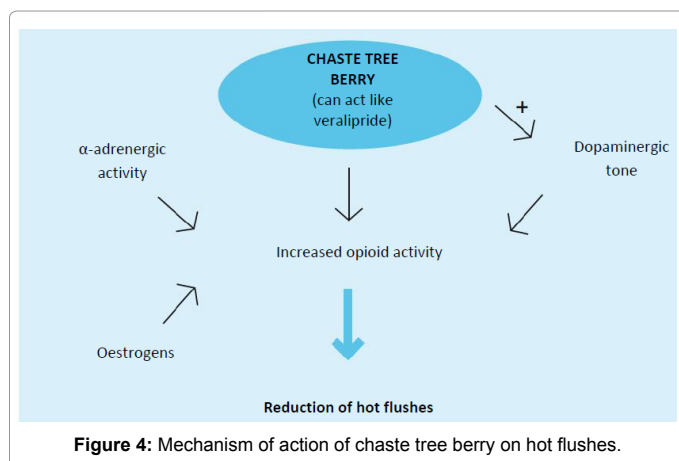 CHASTE TREE
BERRY
(can act like
veralipride)
+
α-adrenergic
activity
Dopaminergic
tone
Increased opioid activity
Oestrogens
Reduction of hot flushes
Figure 4: Mechanism of action of chaste tree berry on hot flushes.